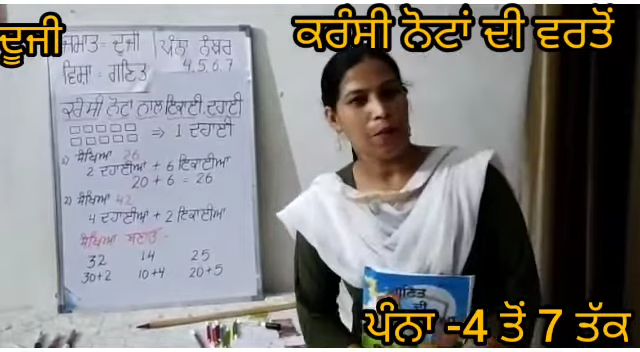 ਦੂਜੀ
ਕਰੰਸੀ ਨੋਟਾਂ ਦੀ ਵਰਤੋਂ
ਜਮਾਤ = ਦੂਜੀ
ਪੰਨਾ ਨੰਬਰ
4.5.6.7
ਵਿਸ਼ਾ = ਗਣਿਤ
ਕਰੰਸੀ ਨੋਟਾਂ ਨਾਲ ਇਕਾਈ ਦਹਾਈ
⇒ 1 ਦਹਾਈ
1) ਸੰਖਿਆ 26
2 ਦਹਾਈਆਂ + 6 ਇਕਾਈਆਂ
20 + 6 = 26
2) ਸੰਖਿਆ 42
4 ਦਹਾਈਆਂ + 2 ਇਕਾਈਆਂ
ਸੰਖਿਆ
32 14 25
30+2 10+4 20+5
ਗਣਿਤ
ਦੀ
ਪੰਨਾ -4 ਤੋਂ 7 ਤੱਕ